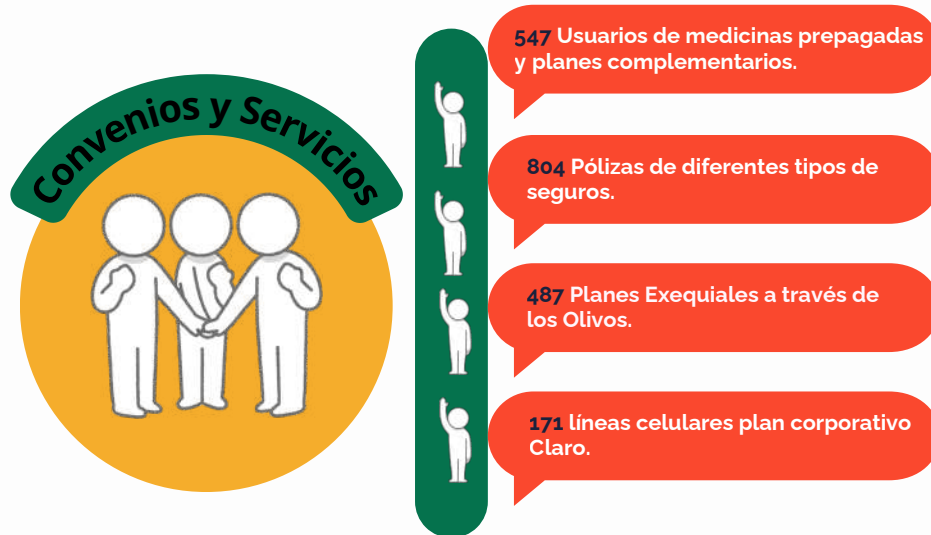 Convenios y Servicios
547 Usuarios de medicinas prepagadas
y planes complementarios.
804 Pólizas de diferentes tipos de
seguros.
487 Planes Exequiales a través de
los Olivos.
171 líneas celulares plan corporativo
Claro.